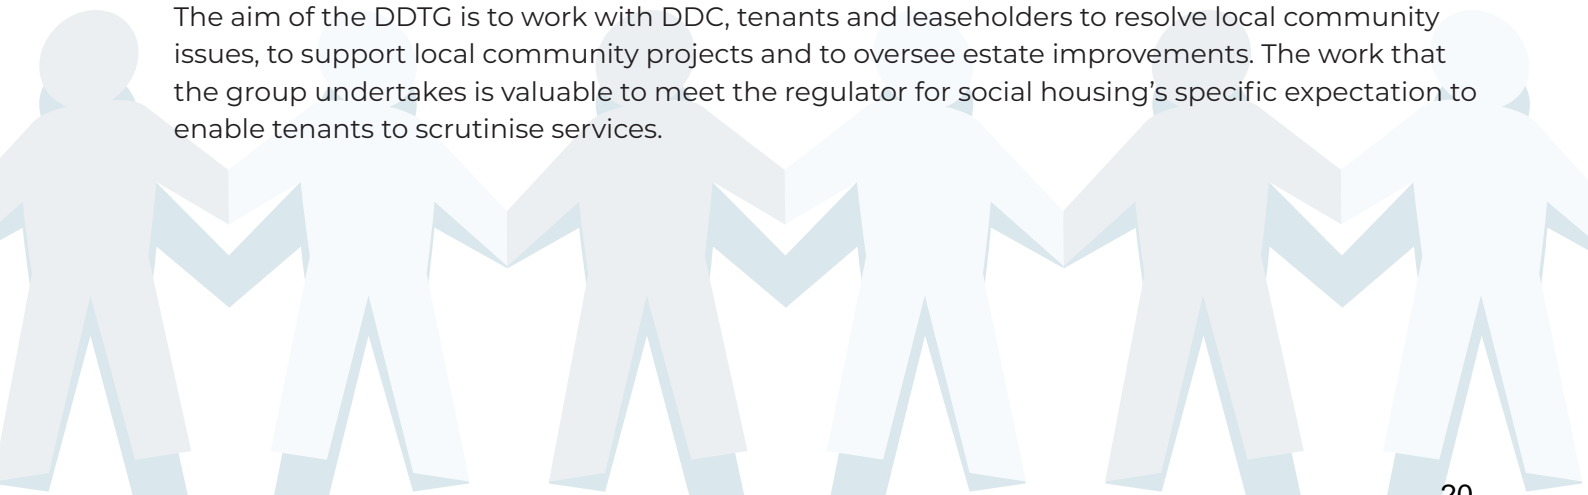 The aim of the DDTG is to work with DDC, tenants and leaseholders to resolve local community
issues, to support local community projects and to oversee estate improvements. The work that
the group undertakes is valuable to meet the regulator for social housing's specific expectation to
enable tenants to scrutinise services.
20